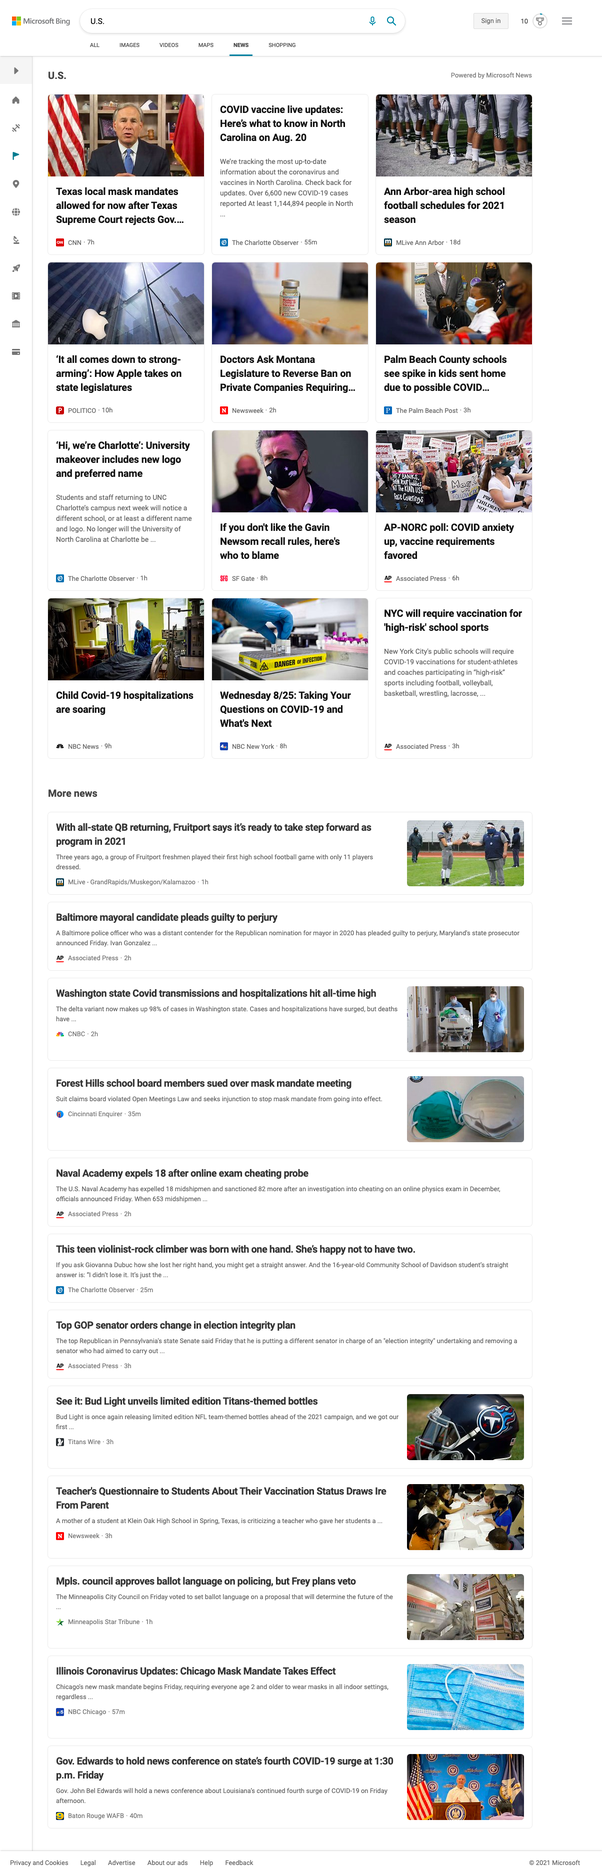 Microsoft Bing
U.S.
Sign in
10
ALL IMAGES VIDEOS MAPS NEWS SHOPPING
U.S.
Powered by Microsoft News
Texas local mask mandates
allowed for now after Texas
Supreme Court rejects Gov....
CNN · 7h
COVID vaccine live updates:
Here's what to know in North
Carolina on Aug. 20
We're tracking the most up-to-date
information about the coronavirus and
vaccines in North Carolina. Check back for
updates. Over 6,600 new COVID-19 cases
reported At least 1,144,894 people in North
...
The Charlotte Observer · 55m
Ann Arbor-area high school
football schedules for 2021
season
MLive Ann Arbor · 18d
'It all comes down to strong-
arming': How Apple takes on
state legislatures
POLITICO · 10h
Doctors Ask Montana
Legislature to Reverse Ban on
Private Companies Requiring...
Newsweek · 2h
Palm Beach County schools
see spike in kids sent home
due to possible COVID...
The Palm Beach Post · 3h
'Hi, we're Charlotte': University
makeover includes new logo
and preferred name
Students and staff returning to UNC
Charlotte's campus next week will notice a
different school, or at least a different name
and logo. No longer will the University of
North Carolina at Charlotte be ...
The Charlotte Observer · 1h
If you don't like the Gavin
Newsom recall rules, here's
who to blame
SF Gate · 8h
AP-NORC poll: COVID anxiety
up, vaccine requirements
favored
Associated Press · 6h
Child Covid-19 hospitalizations
are soaring
NBC News · 9h
DANGER OF INFECTION
Wednesday 8/25: Taking Your
Questions on COVID-19 and
What's Next
NBC New York · 8h
NYC will require vaccination for
'high-risk' school sports
New York City's public schools will require
COVID-19 vaccinations for student-athletes
and coaches participating in "high-risk"
sports including football, volleyball,
basketball, wrestling, lacrosse, ...
Associated Press · 3h
More news
With all-state QB returning, Fruitport says it's ready to take step forward as
program in 2021
Three years ago, a group of Fruitport freshmen played their first high school football game with only 11 players
dressed.
MLive - GrandRapids/Muskegon/Kalamazoo · 1h
Baltimore mayoral candidate pleads guilty to perjury
A Baltimore police officer who was a distant contender for the Republican nomination for mayor in 2020 has pleaded guilty to perjury, Maryland's state prosecutor
announced Friday. Ivan Gonzalez ...
Associated Press · 2h
Washington state Covid transmissions and hospitalizations hit all-time high
The delta variant now makes up 98% of cases in Washington state. Cases and hospitalizations have surged, but deaths
have ...
CNBC · 2h
Forest Hills school board members sued over mask mandate meeting
Suit claims board violated Open Meetings Law and seeks injunction to stop mask mandate from going into effect.
Cincinnati Enquirer · 35m
Naval Academy expels 18 after online exam cheating probe
The U.S. Naval Academy has expelled 18 midshipmen and sanctioned 82 more after an investigation into cheating on an online physics exam in December,
officials announced Friday. When 653 midshipmen ...
Associated Press · 2h
This teen violinist-rock climber was born with one hand. She's happy not to have two.
If you ask Giovanna Dubuc how she lost her right hand, you might get a straight answer. And the 16-year-old Community School of Davidson student's straight
answer is: "I didn't lose it. It's just the ...
The Charlotte Observer · 25m
Top GOP senator orders change in election integrity plan
The top Republican in Pennsylvania's state Senate said Friday that he is putting a different senator in charge of an "election integrity" undertaking and removing a
senator who had aimed to carry out ...
Associated Press · 3h
See it: Bud Light unveils limited edition Titans-themed bottles
Bud Light is once again releasing limited edition NFL team-themed bottles ahead of the 2021 campaign, and we got our
first ...
Titans Wire · 3h
Teacher's Questionnaire to Students About Their Vaccination Status Draws Ire
From Parent
A mother of a student at Klein Oak High School in Spring, Texas, is criticizing a teacher who gave her students a ...
Newsweek · 3h
Mpls. council approves ballot language on policing, but Frey plans veto
The Minneapolis City Council on Friday voted to set ballot language on a proposal that will determine the future of the
...
Minneapolis Star Tribune · 1h
Illinois Coronavirus Updates: Chicago Mask Mandate Takes Effect
Chicago's new mask mandate begins Friday, requiring everyone age 2 and older to wear masks in all indoor settings,
regardless ...
NBC Chicago · 57m
Gov. Edwards to hold news conference on state's fourth COVID-19 surge at 1:30
p.m. Friday
Gov. John Bel Edwards will hold a news conference about Louisiana's continued fourth surge of COVID-19 on Friday
afternoon.
Baton Rouge WAFB · 40m
Privacy and Cookies Legal Advertise About our ads Help Feedback
© 2021 Microsoft